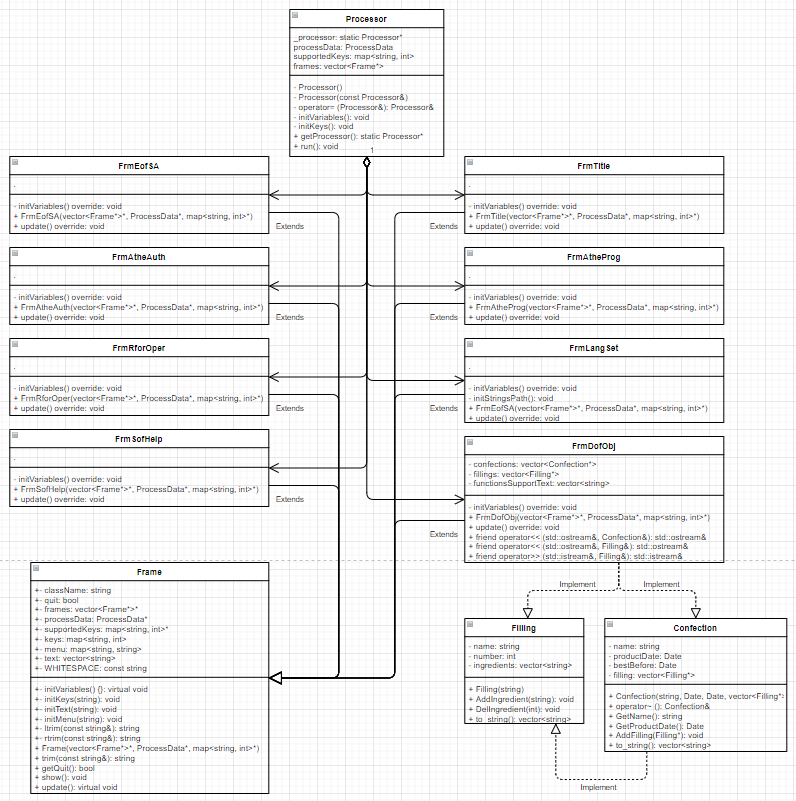 Processor
_processor: static Processor*
processData: ProcessData
supportedKeys: map<string, int>
frames: vector<Frame*>
- Processor()
- Processor(const Processor&)
- operator= (Processor&): Processor&
- initVariables(): void
- initKeys(): void
+ getProcessor(): static Processor*
+ run(): void
1
FrmEofSA
.
- initVariables() override: void
+ FrmEofSA(vector<Frame*>*, ProcessData*, map<string, int>*)
+ update() override: void
Extends
FrmTitle
.
- initVariables() override: void
+ FrmTitle(vector<Frame*>*, ProcessData*, map<string, int>*)
+ update() override: void
Extends
FrmAtheAuth
.
- initVariables() override: void
+ FrmAtheAuth(vector<Frame*>*, ProcessData*, map<string, int>*)
+ update() override: void
Extends
FrmAtheProg
.
- initVariables() override: void
+ FrmAtheProg(vector<Frame*>*, ProcessData*, map<string, int>*)
+ update() override: void
Extends
FrmRforOper
.
- initVariables() override: void
+ FrmRforOper(vector<Frame*>*, ProcessData*, map<string, int>*)
+ update() override: void
Extends
FrmLangSet
.
- initVariables() override: void
- initStringsPath(): void
+ FrmEofSA(vector<Frame*>*, ProcessData*, map<string, int>*)
+ update() override: void
Extends
FrmSofHelp
.
- initVariables() override: void
+ FrmSofHelp(vector<Frame*>*, ProcessData*, map<string, int>*)
+ update() override: void
Extends
FrmDofObj
- confections: vector<Confection*>
- fillings: vector<Filling*>
- functionsSupportText: vector<string>
- initVariables() override: void
+ FrmDofObj(vector<Frame*>*, ProcessData*, map<string, int>*)
+ update() override: void
+ friend operator<< (std::ostream&, Confection&): std::ostream&
+ friend operator<< (std::ostream&, Filling&): std::ostream&
+ friend operator>> (std::istream&, Filling&): std::istream&
Extends
Frame
+- className: string
+- quit: bool
+- frames: vector<Frame*>*
+- processData: ProcessData*
+- supportedKeys: map<string, int>*
+- keys: map<string, int>
+- menu: map<string, string>
+- text: vector<string>
+- WHITESPACE: const string
+- initVariables() {}: virtual void
+- initKeys(string): void
+- initText(string): void
+- initMenu(string): void
+- ltrim(const string&): string
+- rtrim(const string&): string
+ Frame(vector<Frame*>*, ProcessData*, map<string, int>*)
+ trim(const string&): string
+ getQuit(): bool
+ show(): void
+ update(): virtual void
Implement
Implement
Filling
- name: string
- number: int
- ingredients: vector<string>
+ Filling(string)
+ AddIngredient(string): void
+ DelIngredient(int): void
+ to_string(): vector<string>
Confection
- name: string
- productDate: Date
- bestBefore: Date
- filling: vector<Filling*>
+ Confection(string, Date, Date, vector<Filling*>
+ operator~ (): Confection&
+ GetName(): string
+ GetProductDate(): Date
+ AddFilling(Filling*): void
+ to_string(): vector<string>
Implement